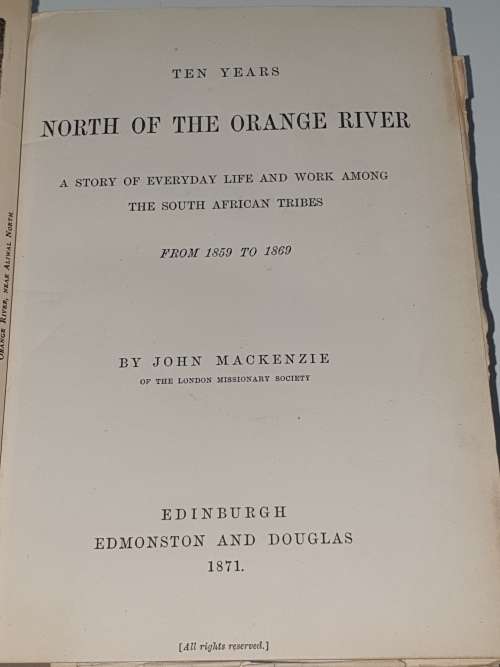 TEN YEARS
NORTH OF THE ORANGE RIVER
A STORY OF EVERYDAY LIFE AND WORK AMONG
THE SOUTH AFRICAN TRIBES
FROM 1859 TO 1869
BY JOHN MACKENZIE
OF THE LONDON MISSIONARY SOCIETY
EDINBURGH
EDMONSTON AND DOUGLAS
1871.
[All rights reserved.]
ORANGE RIVER, NEAR ALIWAL NORTH.